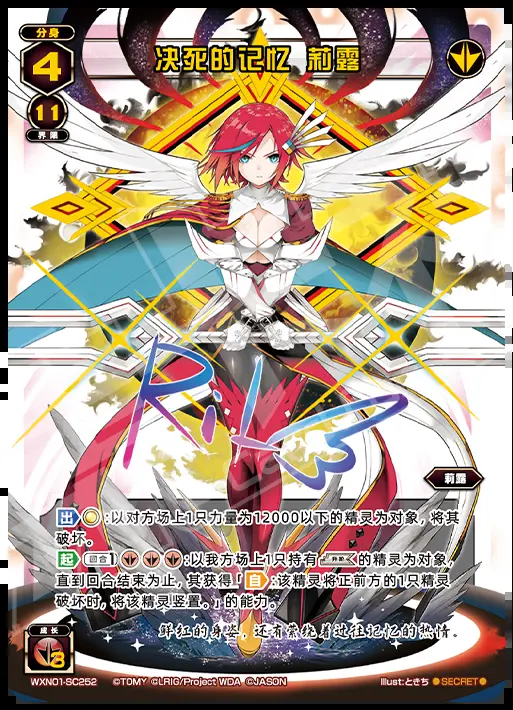 分身
4
决死的记忆 莉露
11
界限
Ril
莉露
出 :以对方场上1只力量为12000以下的精灵为对象,将其
破坏。
起 回合1 :以我方场上1只持有 的精灵为对象,
直到回合结束为止,其获得「 自 :该精灵将正前方的1只精灵
破坏时,将该精灵竖置。」的能力。
鲜红的身姿,还有萦绕着过往记忆的热情。
成长
3
WXN01-SC252 ©TOMY ©LRIG/Project WDA ©JASON Illust:ときち ●SECRET●